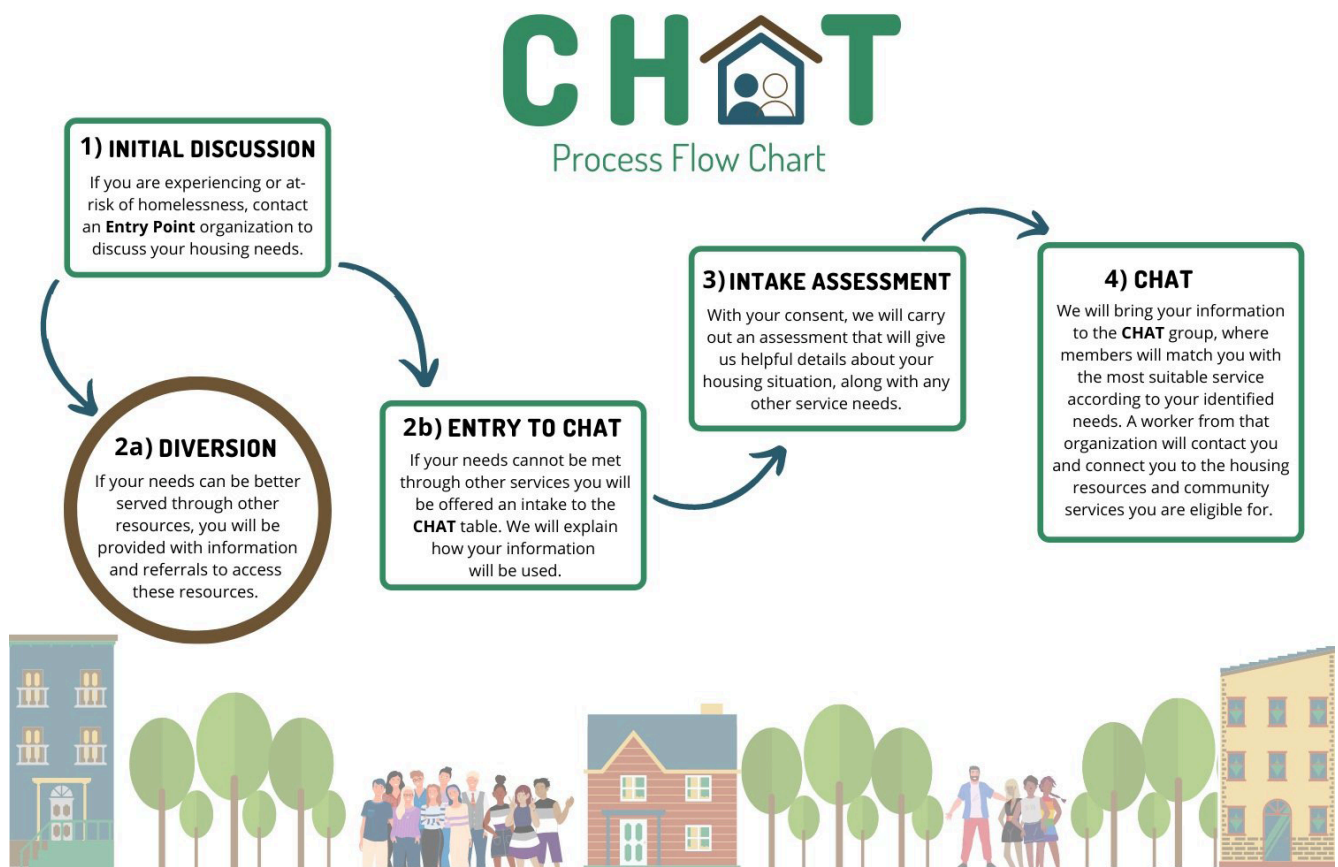 CHAT
Process Flow Chart
1) INITIAL DISCUSSION
If you are experiencing or at-
risk of homelessness, contact
an Entry Point organization to
discuss your housing needs.
2a) DIVERSION
If your needs can be better
served through other
resources, you will be
provided with information
and referrals to access
these resources.
2b) ENTRY TO CHAT
If your needs cannot be met
through other services you will
be offered an intake to the
CHAT table. We will explain
how your information
will be used.
3) INTAKE ASSESSMENT
With your consent, we will carry
out an assessment that will give
us helpful details about your
housing situation, along with any
other service needs.
4) CHAT
We will bring your information
to the CHAT group, where
members will match you with
the most suitable service
according to your identified
needs. A worker from that
organization will contact you
and connect you to the housing
resources and community
services you are eligible for.